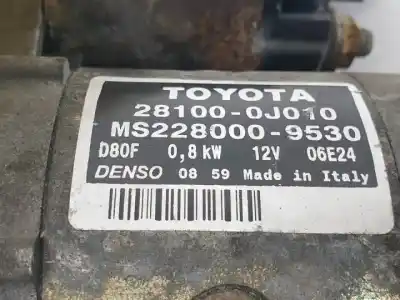 TOYOTA
28100-0J010
MS228000-9530
D80F 0,8 kW 12V 06E24
DENSO 08 59 Made in Italy